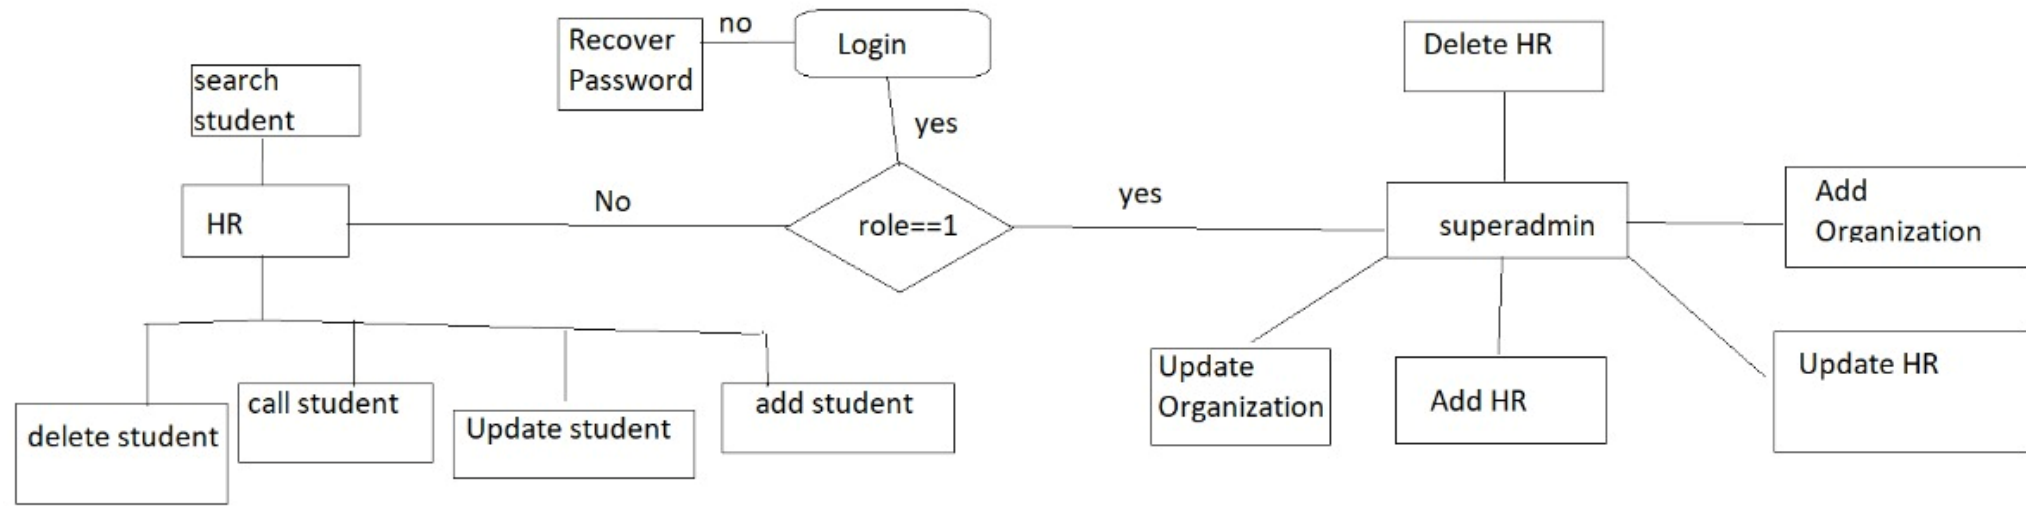 no
Login
Recover
Password
Delete HR
search
student
yes
HR
No
role==1
yes
superadmin
Add
Organization
delete student
call student
Update student
add student
Update
Organization
Add HR
Update HR